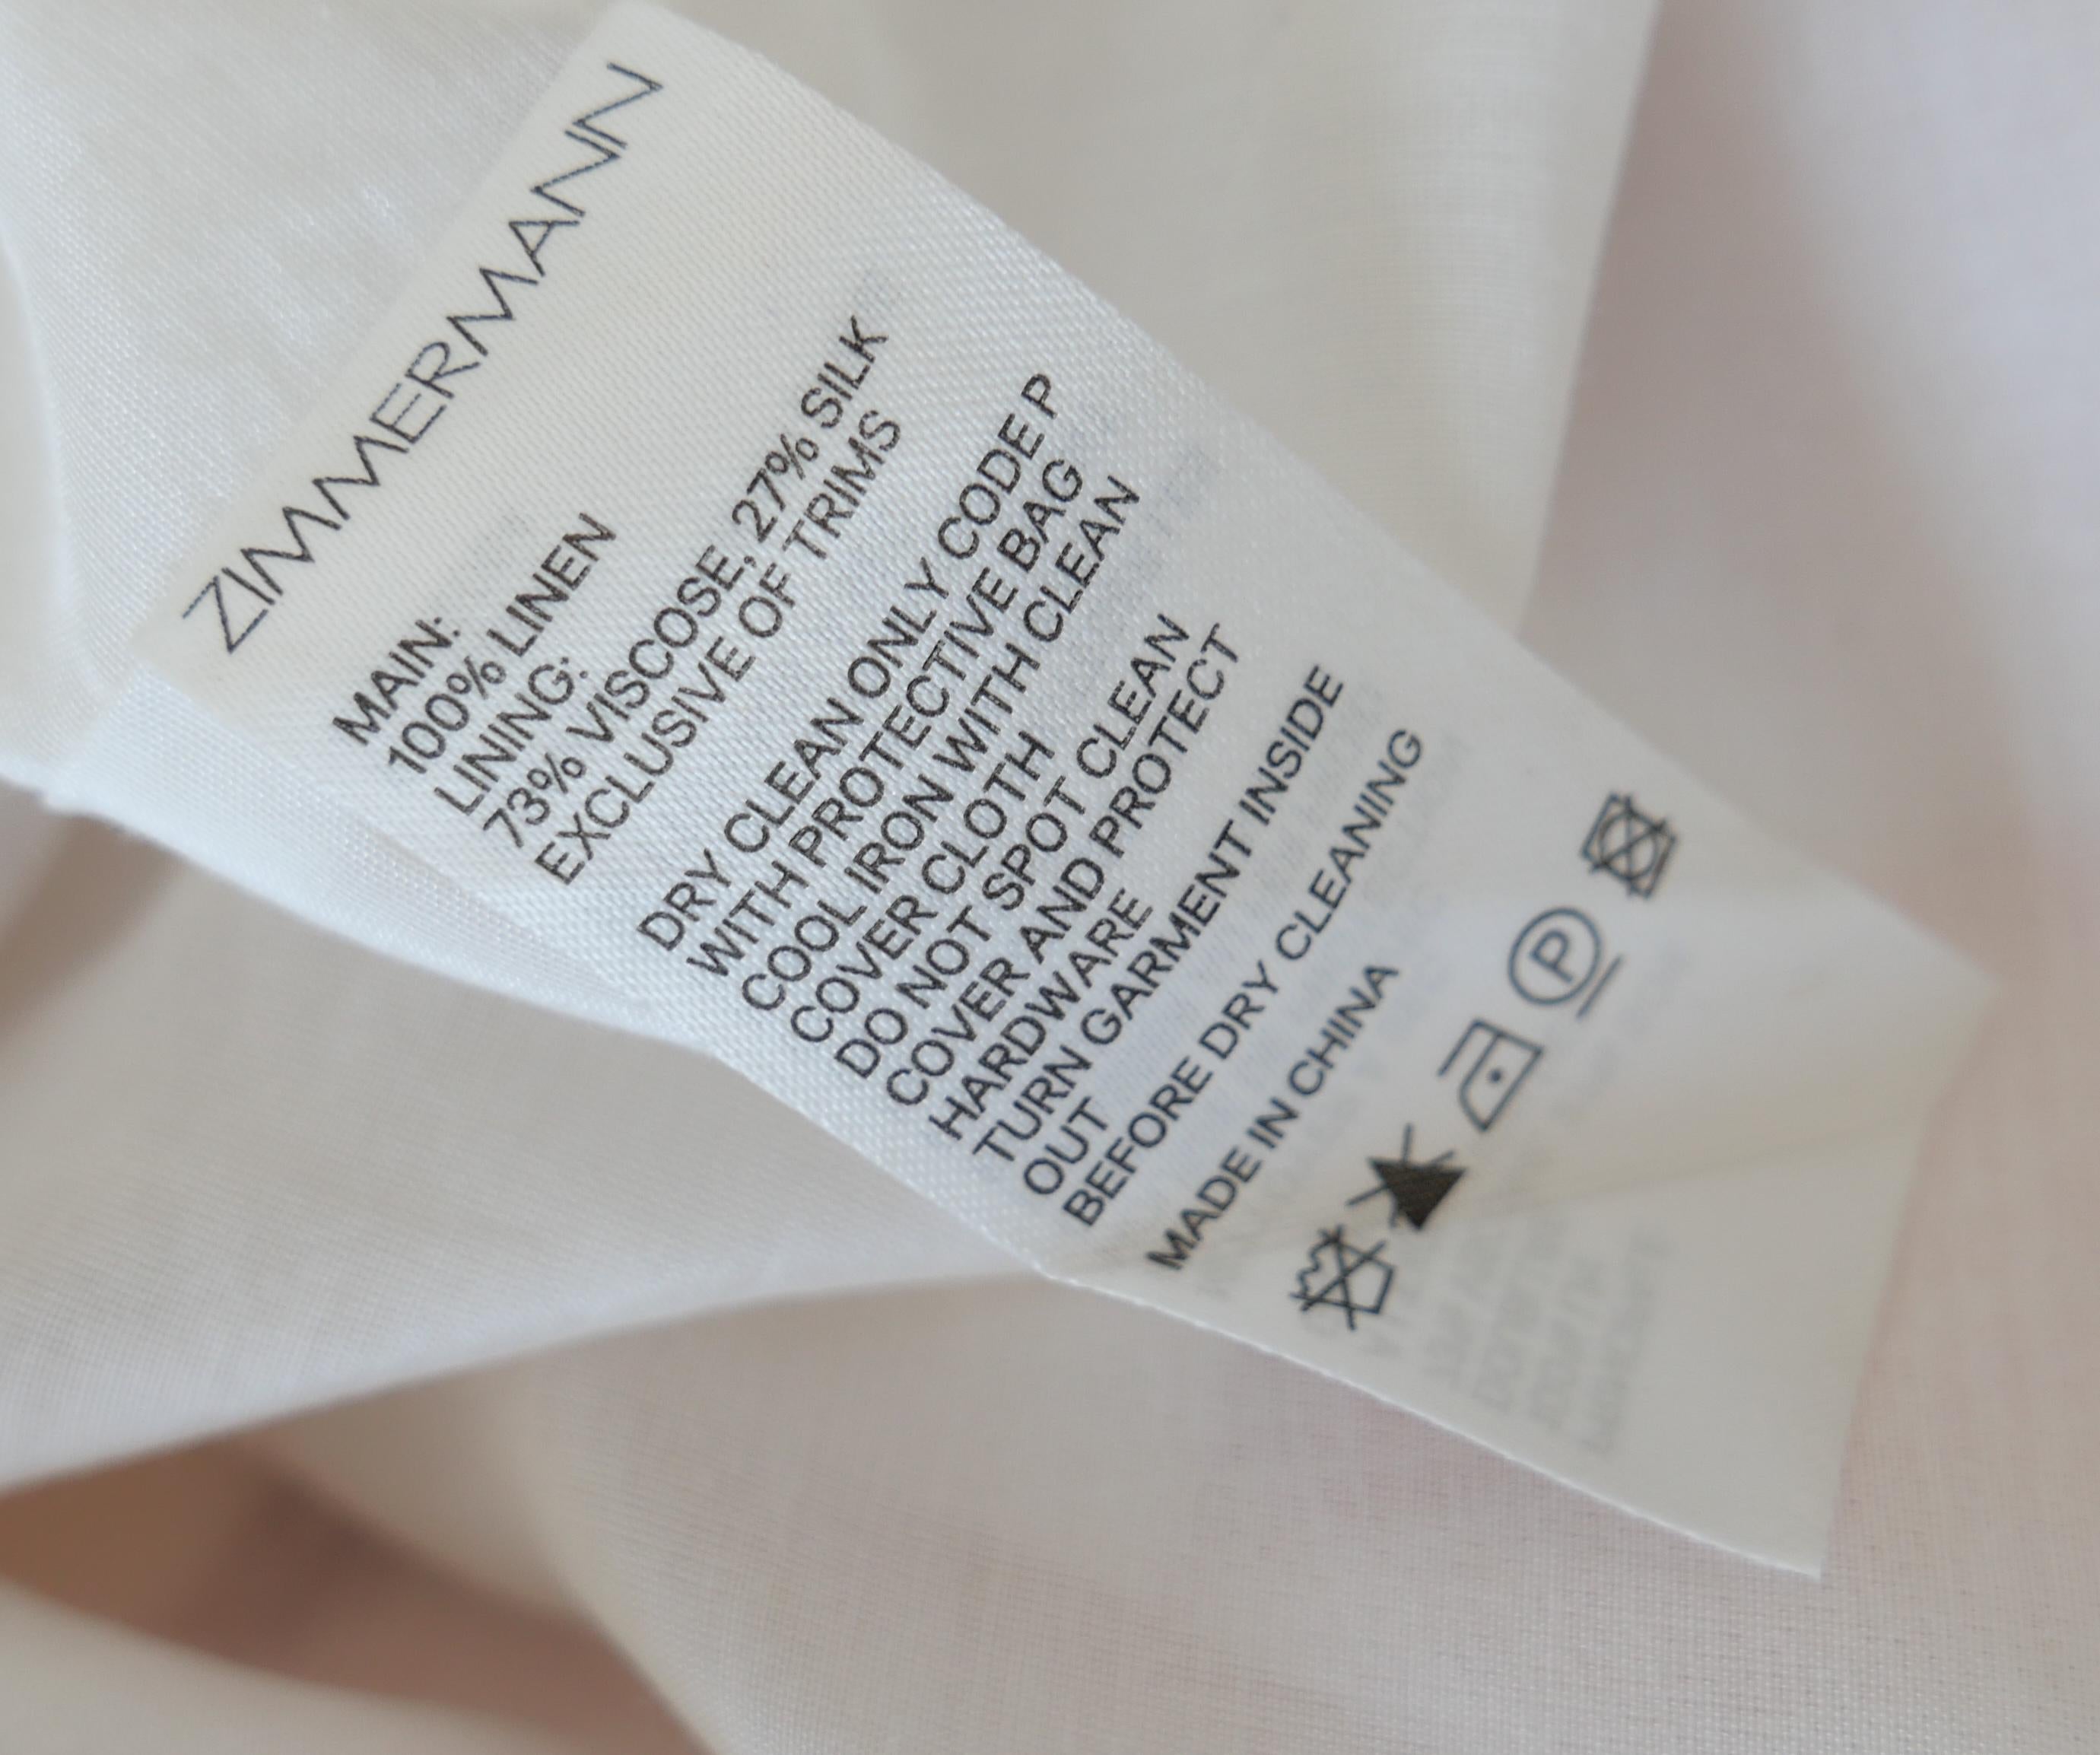 ZIMMERMANN
MAIN:
100% LINEN
LINING:
73% VISCOSE, 27% SILK
EXCLUSIVE OF TRIMS
DRY CLEAN ONLY CODE P
WITH PROTECTIVE BAG
COOL IRON WITH CLEAN
COVER CLOTH
DO NOT SPOT CLEAN
COVER AND PROTECT
HARDWARE
TURN GARMENT INSIDE
OUT
BEFORE DRY CLEANING
MADE IN CHINA
P